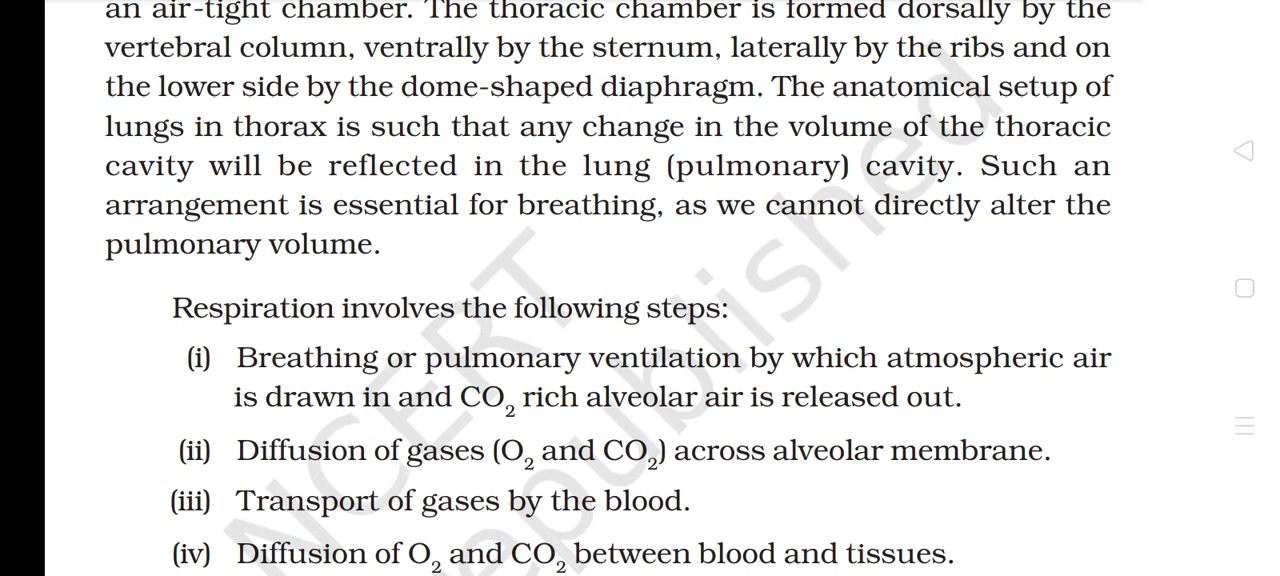 an air-tight chamber. The thoracic chamber is formed dorsally by the
vertebral column, ventrally by the sternum, laterally by the ribs and on
the lower side by the dome-shaped diaphragm. The anatomical setup of
lungs in thorax is such that any change in the volume of the thoracic
cavity will be reflected in the lung (pulmonary) cavity. Such an
arrangement is essential for breathing, as we cannot directly alter the
pulmonary volume.
Respiration involves the following steps:
(i) Breathing or pulmonary ventilation by which atmospheric air
is drawn in and CO₂ rich alveolar air is released out.
(ii) Diffusion of gases (O₂ and CO₂) across alveolar membrane.
(iii) Transport of gases by the blood.
(iv) Diffusion of O₂ and CO₂ between blood and tissues.
NCERT
republished